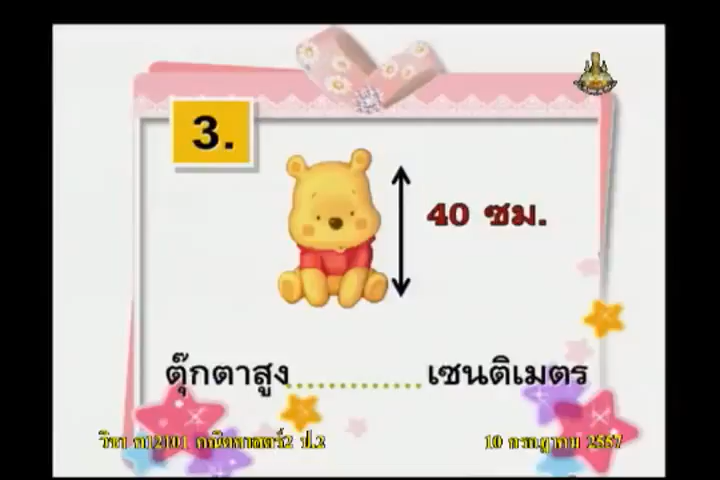 3.
40 ซม.
ตุ๊กตาสูง.............เซนติเมตร
วิชา ค12101 คณิตศาสตร์2 ป.2
10 กรกฎาคม 2557